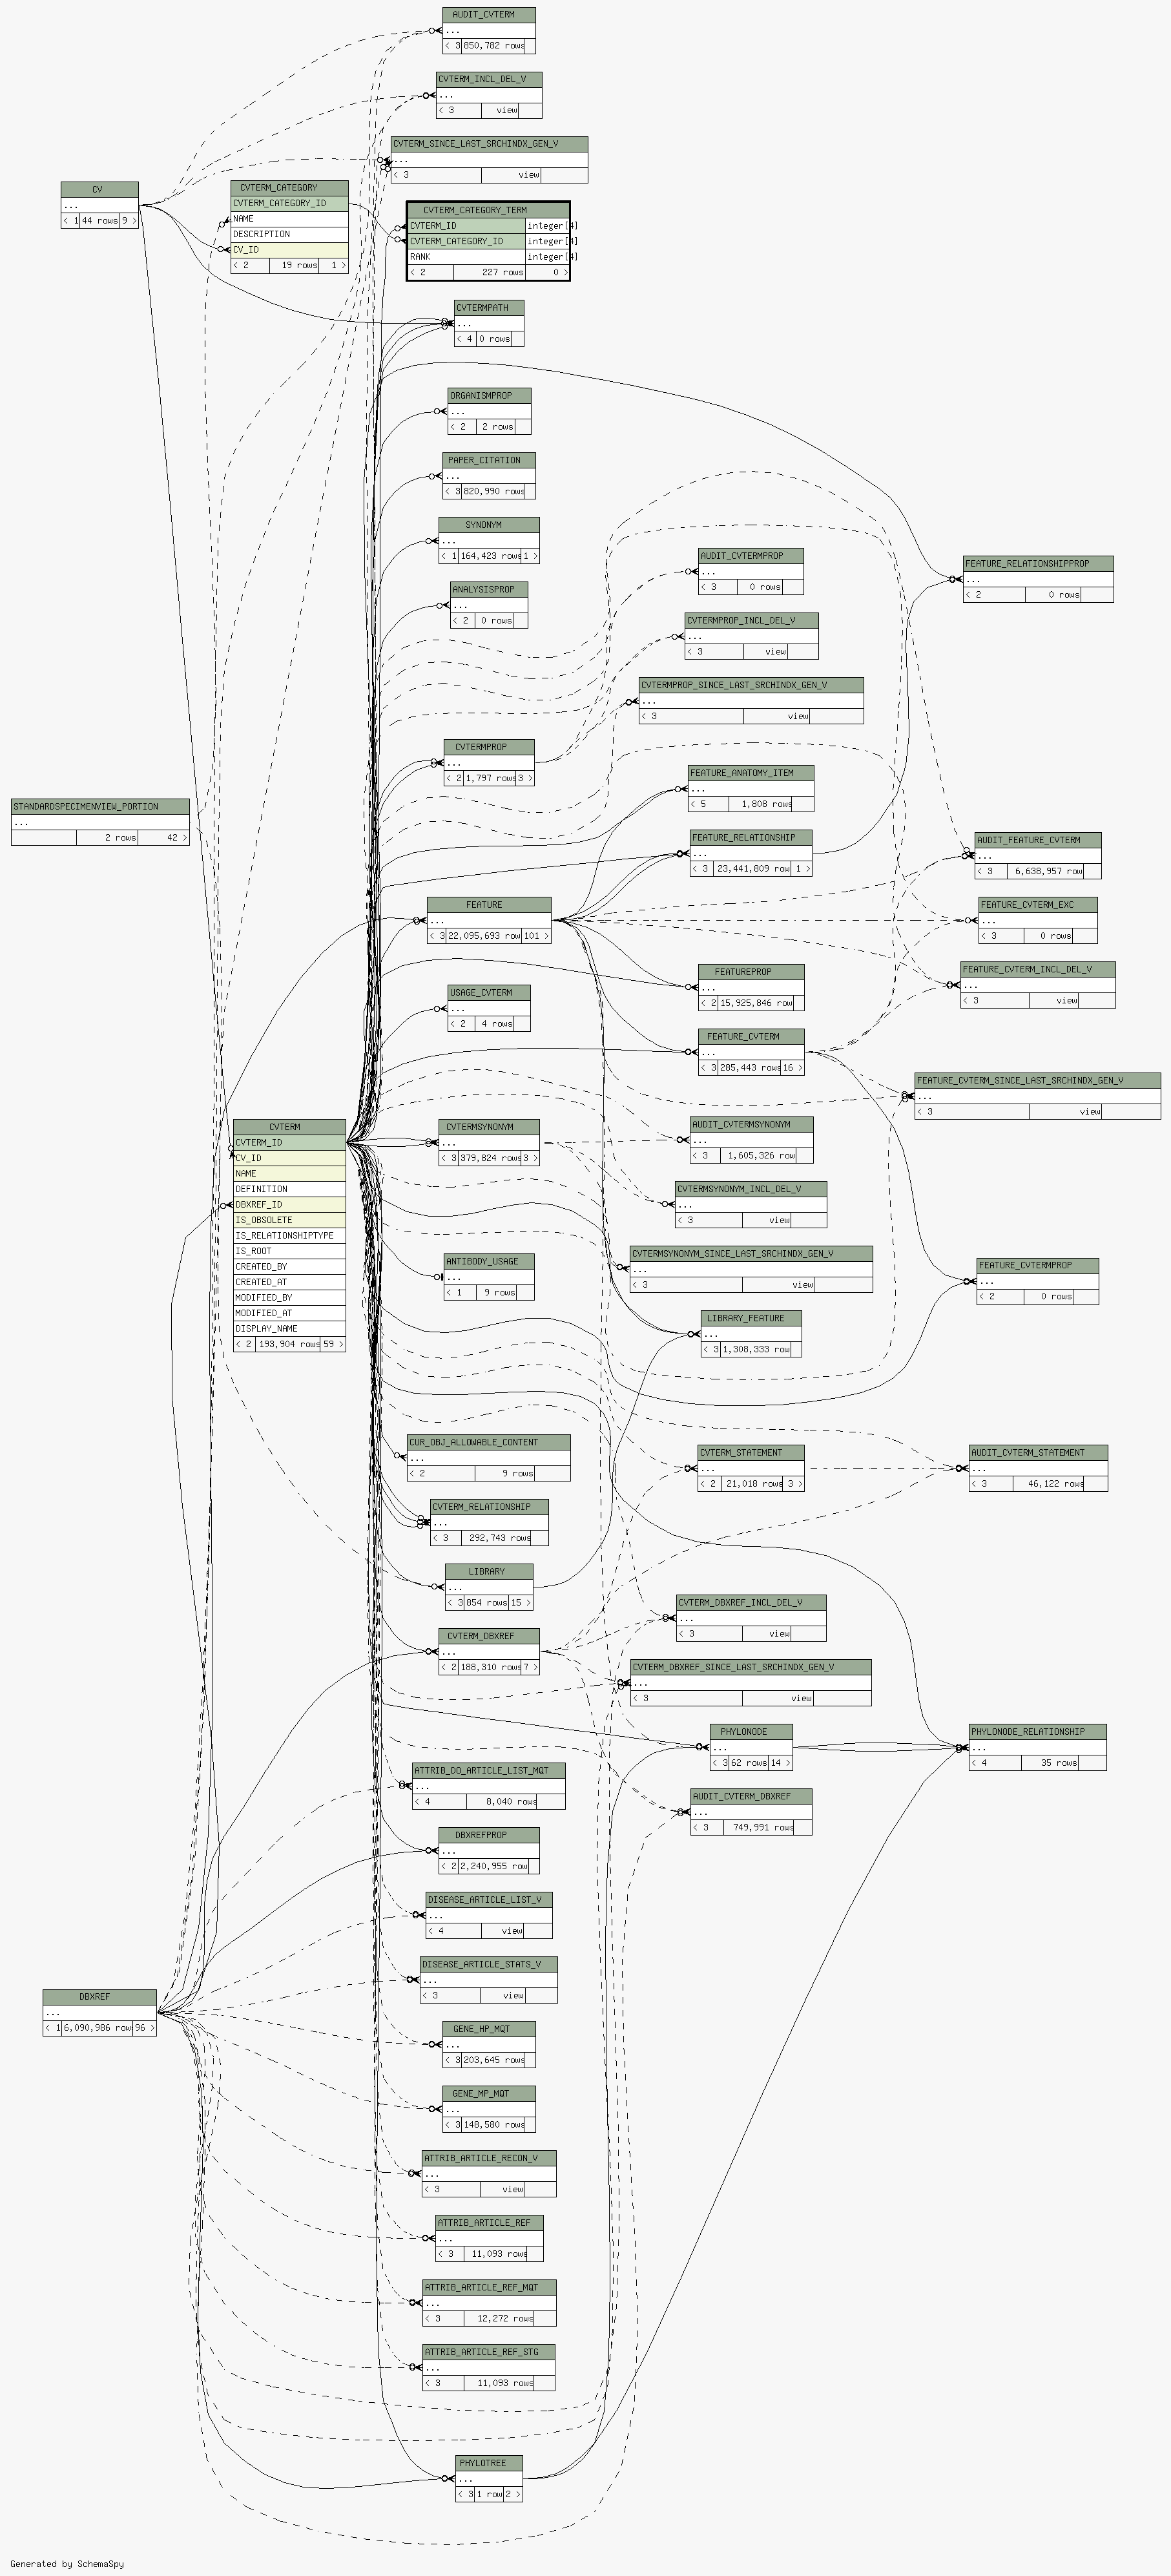 AUDIT_CVTERM
...
< 3 850,782 rows
CVTERM_INCL_DEL_V
...
< 3 view
CVTERM_SINCE_LAST_SRCHINDX_GEN_V
...
< 3 view
CV
...
< 1 44 rows 9 >
CVTERM_CATEGORY
CVTERM_CATEGORY_ID
NAME
DESCRIPTION
CV_ID
< 2 19 rows 1 >
CVTERM_CATEGORY_TERM
CVTERM_ID integer[4]
CVTERM_CATEGORY_ID integer[4]
RANK integer[4]
< 2 227 rows 0 >
CVTERMPATH
...
< 4 0 rows
ORGANISMPROP
...
< 2 2 rows
PAPER_CITATION
...
< 3 820,990 rows
SYNONYM
...
< 1 164,423 rows 1 >
ANALYSISPROP
...
< 2 0 rows
AUDIT_CVTERMPROP
...
< 3 0 rows
FEATURE_RELATIONSHIPPROP
...
< 2 0 rows
CVTERMPROP_INCL_DEL_V
...
< 3 view
CVTERMPROP_SINCE_LAST_SRCHINDX_GEN_V
...
< 3 view
CVTERMPROP
...
< 2 1,797 rows 3 >
FEATURE_ANATOMY_ITEM
...
< 5 1,808 rows
STANDARDSPECIMENVIEW_PORTION
...
2 rows 42 >
FEATURE_RELATIONSHIP
...
< 3 23,441,809 row 1 >
AUDIT_FEATURE_CVTERM
...
< 3 6,638,957 row
FEATURE
...
< 3 22,095,693 row 101 >
FEATURE_CVTERM_EXC
...
< 3 0 rows
FEATUREPROP
...
< 2 15,925,846 row
FEATURE_CVTERM_INCL_DEL_V
...
< 3 view
USAGE_CVTERM
...
< 2 4 rows
FEATURE_CVTERM
...
< 3 285,443 rows 16 >
FEATURE_CVTERM_SINCE_LAST_SRCHINDX_GEN_V
...
< 3 view
CVTERM
CVTERM_ID
CV_ID
NAME
DEFINITION
DBXREF_ID
IS_OBSOLETE
IS_RELATIONSHIPTYPE
IS_ROOT
CREATED_BY
CREATED_AT
MODIFIED_BY
MODIFIED_AT
DISPLAY_NAME
< 2 193,904 rows 59 >
CVTERMSYNONYM
...
< 3 379,824 rows 3 >
AUDIT_CVTERMSYNONYM
...
< 3 1,605,326 row
CVTERMSYNONYM_INCL_DEL_V
...
< 3 view
CVTERMSYNONYM_SINCE_LAST_SRCHINDX_GEN_V
...
< 3 view
ANTIBODY_USAGE
...
< 1 9 rows
FEATURE_CVTERMPROP
...
< 2 0 rows
LIBRARY_FEATURE
...
< 3 1,308,333 row
CUR_OBJ_ALLOWABLE_CONTENT
...
< 2 9 rows
CVTERM_STATEMENT
...
< 2 21,018 rows 3 >
AUDIT_CVTERM_STATEMENT
...
< 3 46,122 rows
CVTERM_RELATIONSHIP
...
< 3 292,743 rows
LIBRARY
...
< 3 854 rows 15 >
CVTERM_DBXREF_INCL_DEL_V
...
< 3 view
CVTERM_DBXREF
...
< 2 188,310 rows 7 >
CVTERM_DBXREF_SINCE_LAST_SRCHINDX_GEN_V
...
< 3 view
PHYLONODE
...
< 3 62 rows 14 >
PHYLONODE_RELATIONSHIP
...
< 4 35 rows
ATTRIB_DO_ARTICLE_LIST_MQT
...
< 4 8,040 rows
AUDIT_CVTERM_DBXREF
...
< 3 749,991 rows
DBXREFPROP
...
< 2 2,240,955 row
DISEASE_ARTICLE_LIST_V
...
< 4 view
DISEASE_ARTICLE_STATS_V
...
< 3 view
DBXREF
...
< 1 6,090,986 row 96 >
GENE_HP_MQT
...
< 3 203,645 rows
GENE_MP_MQT
...
< 3 148,580 rows
ATTRIB_ARTICLE_RECON_V
...
< 3 view
ATTRIB_ARTICLE_REF
...
< 3 11,093 rows
ATTRIB_ARTICLE_REF_MQT
...
< 3 12,272 rows
ATTRIB_ARTICLE_REF_STG
...
< 3 11,093 rows
PHYLOTREE
...
< 3 1 row 2 >
Generated by SchemaSpy